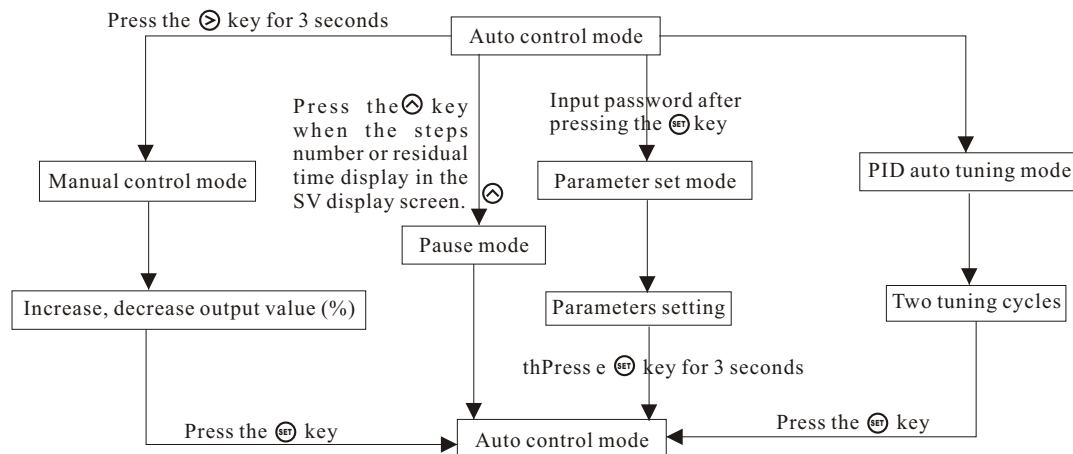 Press the key for 3 seconds
Auto control mode
Press the key
when the steps
number or residual
time display in the
SV display screen.
Input password after
pressing the SET key
Manual control mode
Pause mode
Parameter set mode
PID auto tuning mode
Increase, decrease output value (%)
Parameters setting
Two tuning cycles
thPress e SET key for 3 seconds
Press the SET key
Press the SET key
Auto control mode